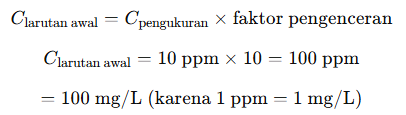 C_larutan awal = C_pengukuran × faktor pengenceran
C_larutan awal = 10 ppm × 10 = 100 ppm
= 100 mg/L (karena 1 ppm = 1 mg/L)